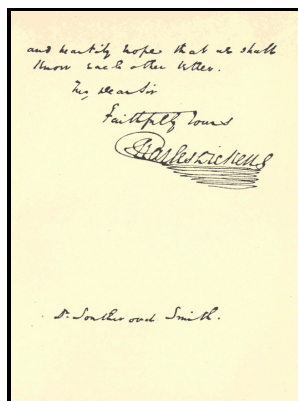 and heartily hope that we shall
know each other better.
My dear Sir
Faithfully Yours
Charles Dickens
Dr. Southwood Smith.